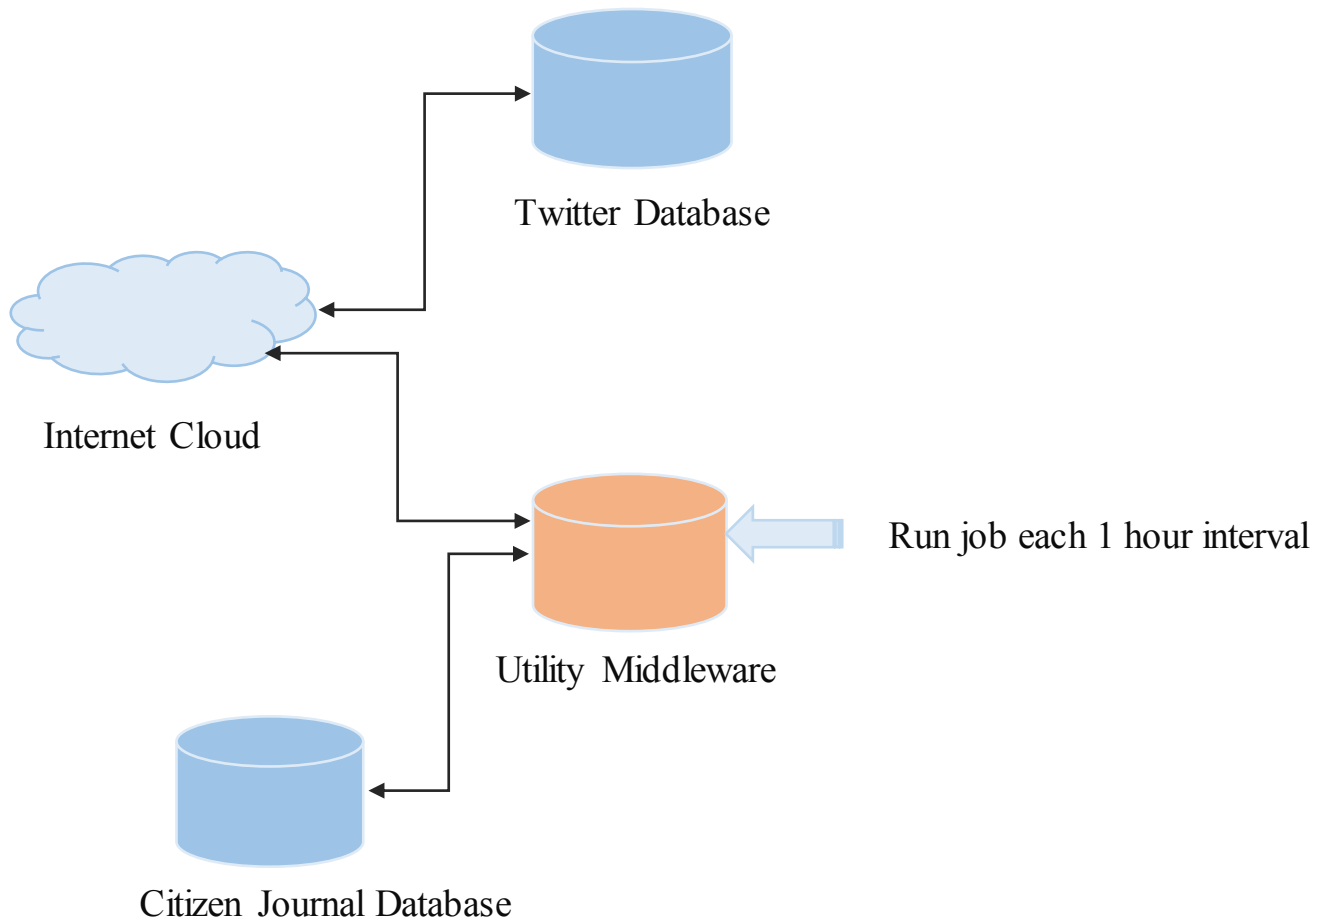 Twitter Database
Internet Cloud
Run job each 1 hour interval
Utility Middleware
Citizen Journal Database